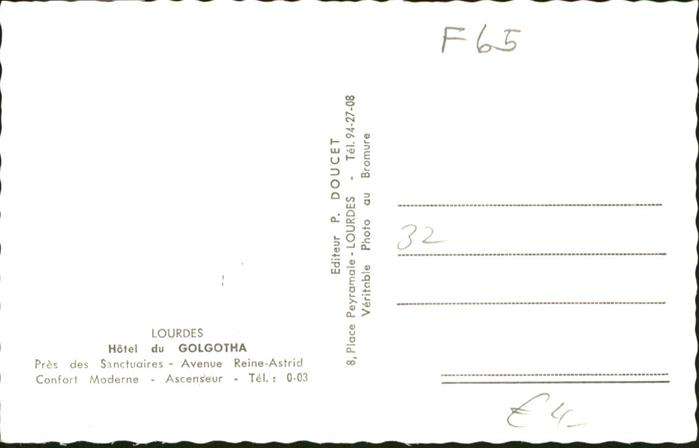 F65
LOURDES
Hôtel du GOLGOTHA
Près des Sanctuaires - Avenue Reine-Astrid
Confort Moderne - Ascenseur - Tél. : 0-03
Editeur P. DOUCET
8, Place Peyramale - LOURDES - Tél. 94-27-08
Véritable Photo au Bromure
32
€ 4-